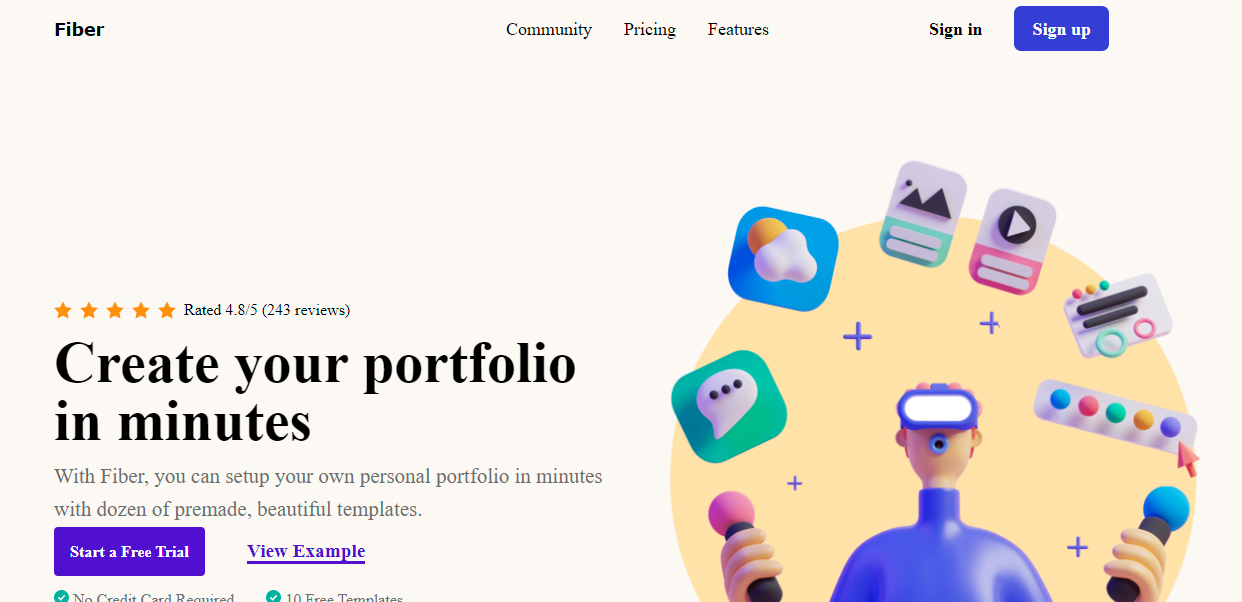 Fiber
Community Pricing Features
Sign in Sign up
Rated 4.8/5 (243 reviews)
Create your portfolio
in minutes
With Fiber, you can setup your own personal portfolio in minutes
with dozen of premade, beautiful templates.
Start a Free Trial View Example
No Credit Card Required 10 Free Templates